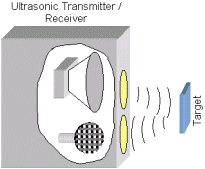 Ultrasonic Transmitter /
Receiver
Target